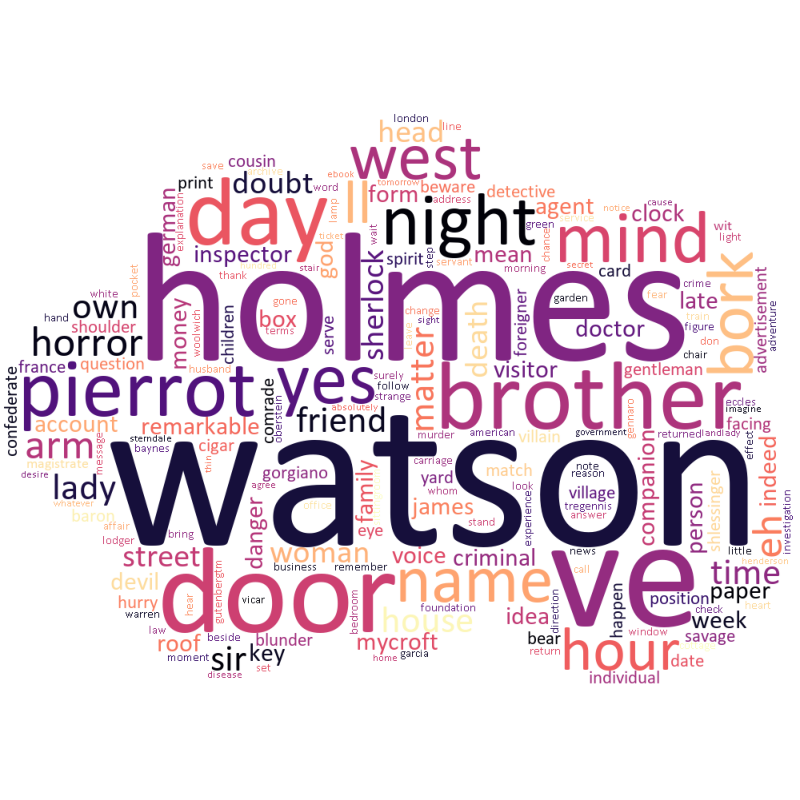 london
head
line
west
cousin
save
archive
ebook
tomorrow
print
doubt
word
ll
form
beware
address
detective
notice
cause
german
explanation
day
lamp
night
green
agent
service
clock
wit
light
inspector
god
wait
spirit
step
mean
chance
mind
pocket
thank
stair
ticket
servant
morning
secret
card
late
crime
bork
holmes
sherlock
death
foreigner
garden
fear
train
figure
advertisement
adventure
white
hand
own
money
woolwich
gone
box
terms
serve
change
sight
leave
doctor
don
chair
horror
shoulder
children
matter
visitor
gentleman
confederate
france
question
husband
yes
surely
follow
strange
brother
gennaro
eccles
imagine
pierrot
comrade
absolutely
account
remarkable
friend
oberstein
murder
american
villain
government
returned
landlady
facing
effect
arm
sterndale
baynes
cigar
thin
message
magistrate
desire
watson
gorgiano
family
carriage
yard
whom
match
look
experience
note
reason
village
companion
person
shlessinger
indeed
eh
investigation
lady
whatever
baron
affair
agree
office
eye
james
stand
tregennis
answer
lodger
bring
street
danger
woman
voice
criminal
news
little
henderson
devil
business
remember
door
name
ve
call
time
hurry
gutenbergtm
hear
vicar
bedroom
house
foundation
idea
direction
happen
position
check
paper
heart
warren
law
roof
beside
blunder
mycroft
bear
week
savage
window
moment
sir
key
set
home
garcia
hour
return
date
disease
individual